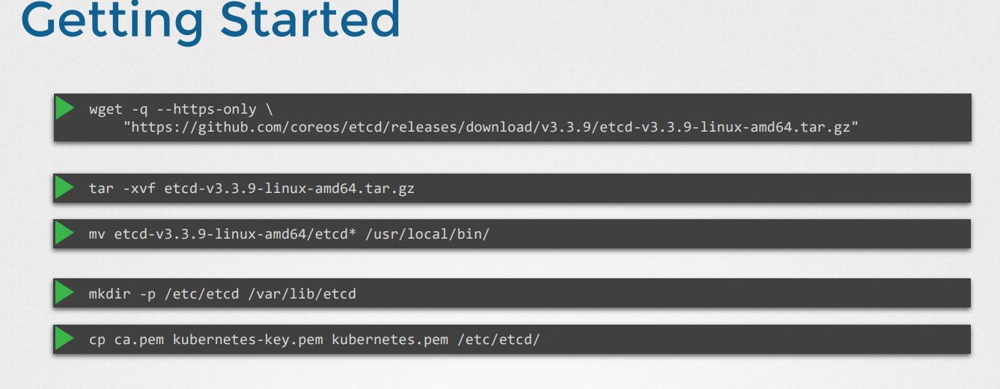 Getting Started
wget -q --https-only \
"https://github.com/coreos/etcd/releases/download/v3.3.9/etcd-v3.3.9-linux-amd64.tar.gz"
tar -xvf etcd-v3.3.9-linux-amd64.tar.gz
mv etcd-v3.3.9-linux-amd64/etcd* /usr/local/bin/
mkdir -p /etc/etcd /var/lib/etcd
cp ca.pem kubernetes-key.pem kubernetes.pem /etc/etcd/